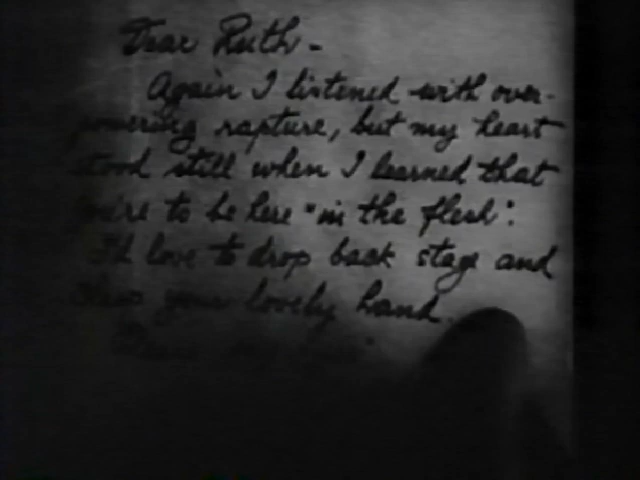 Dear Ruth -
Again I listened with over-
powering rapture, but my heart
stood still when I learned that
you're to be here "in the flesh".
I'd love to drop back stage and
your lovely hand.